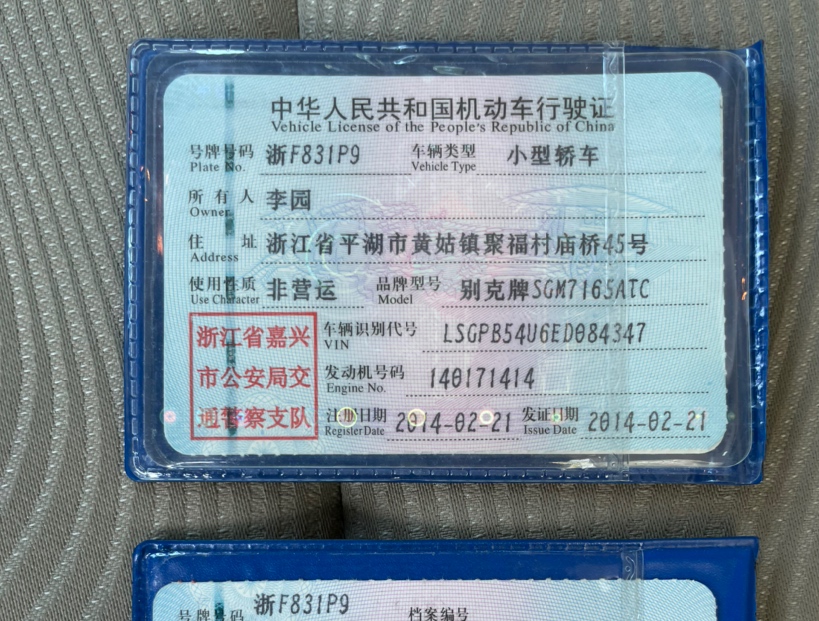 中华人民共和国机动车行驶证
Vehicle License of the People's Republic of China
号牌号码 浙F831P9 车辆类型 小型轿车
Plate No. Vehicle Type
所有人 李园
Owner
住址 浙江省平湖市黄姑镇聚福村庙桥45号
Address
使用性质 非营运 品牌型号 别克牌SGM7165ATC
Use Character Model
浙江省嘉兴
市公安局交
通警察支队
车辆识别代号 LSGPB54U6ED084347
VIN
发动机号码 140171414
Engine No.
注册日期 2014-02-21 发证日期 2014-02-21
Register Date Issue Date
号牌号码 浙F831P9 档案编号